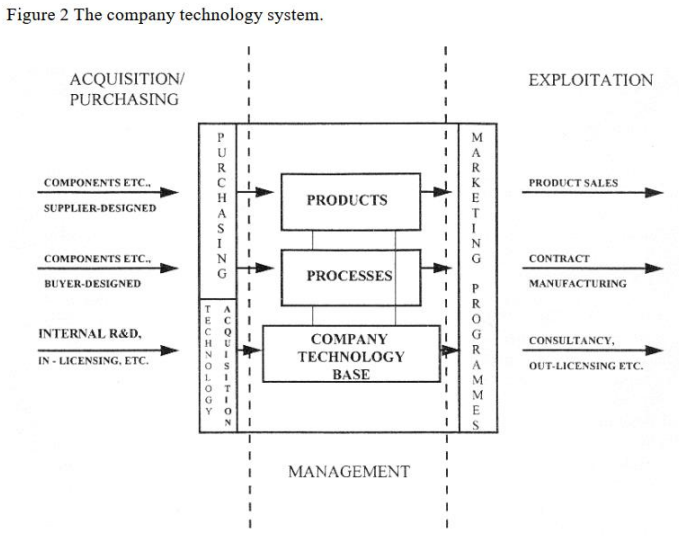 Figure 2 The company technology system.
ACQUISITION/
PURCHASING
EXPLOITATION
PURCHASING
TECHNOLOGY
ACQUISITION
MARKETING PROGRAMMES
COMPONENTS ETC.,
SUPPLIER-DESIGNED
PRODUCTS
PRODUCT SALES
COMPONENTS ETC.,
BUYER-DESIGNED
PROCESSES
CONTRACT
MANUFACTURING
INTERNAL R&D,
IN - LICENSING, ETC.
COMPANY
TECHNOLOGY
BASE
CONSULTANCY,
OUT-LICENSING ETC.
MANAGEMENT